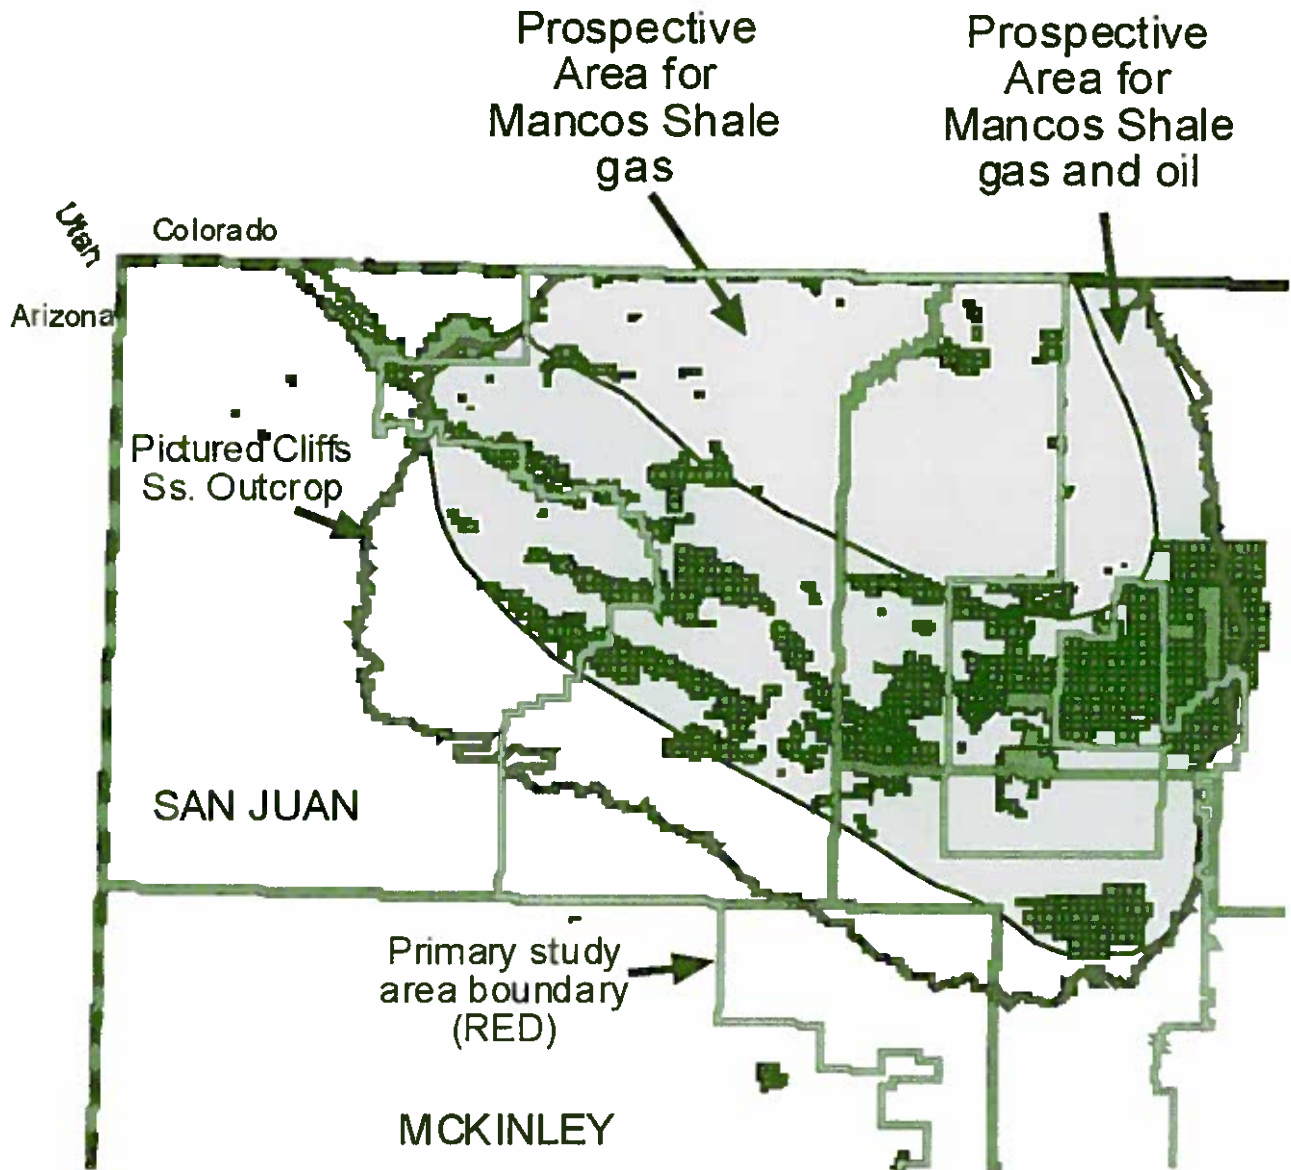 Prospective
Area for
Mancos Shale
gas
Prospective
Area for
Mancos Shale
gas and oil
Utah
Colorado
Arizona
Pictured Cliffs
Ss. Outcrop
SAN JUAN
Primary study
area boundary
(RED)
MCKINLEY